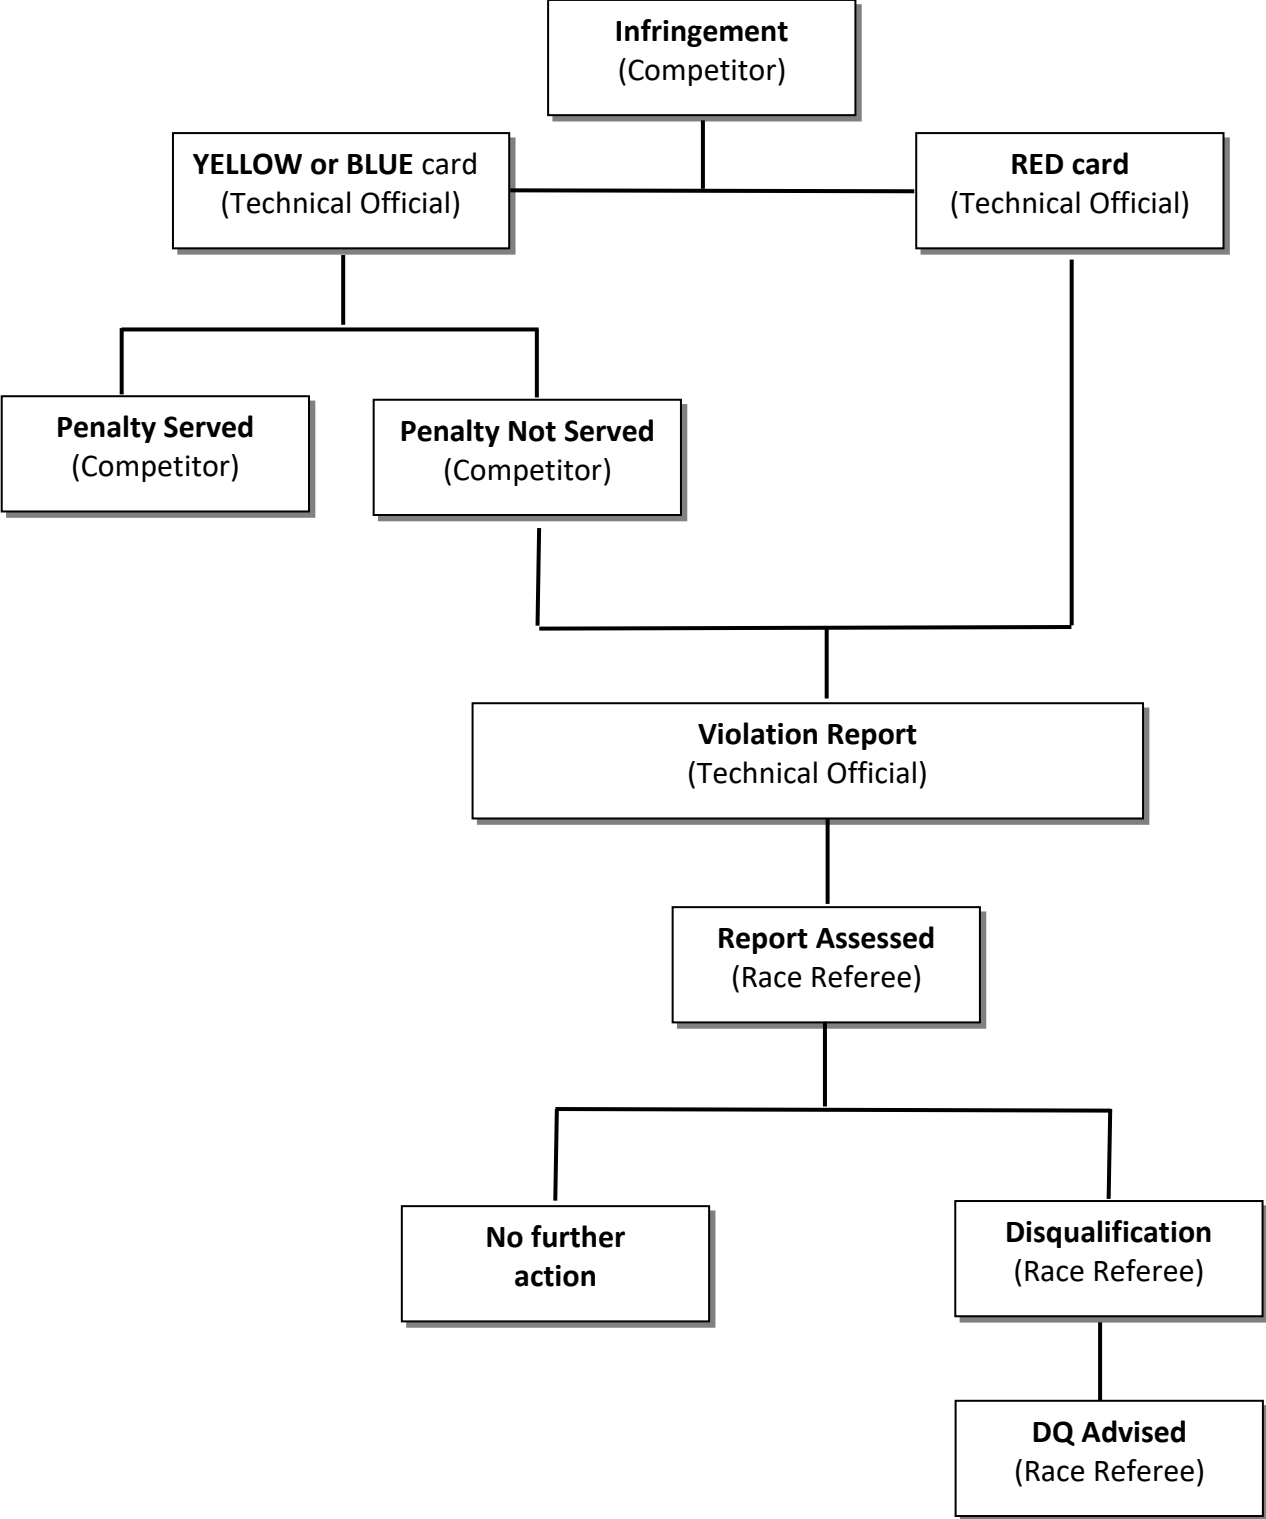 Infringement
(Competitor)
YELLOW or BLUE card
(Technical Official)
RED card
(Technical Official)
Penalty Served
(Competitor)
Penalty Not Served
(Competitor)
Violation Report
(Technical Official)
Report Assessed
(Race Referee)
No further
action
Disqualification
(Race Referee)
DQ Advised
(Race Referee)